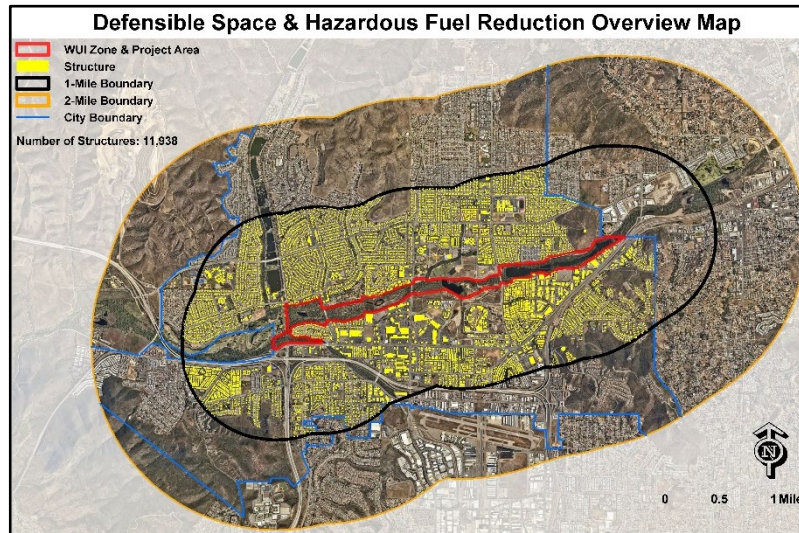 Defensible Space & Hazardous Fuel Reduction Overview Map
WUI Zone & Project Area
Structure
1-Mile Boundary
2-Mile Boundary
City Boundary
Number of Structures: 11,938
N
0 0.5 1 Mile